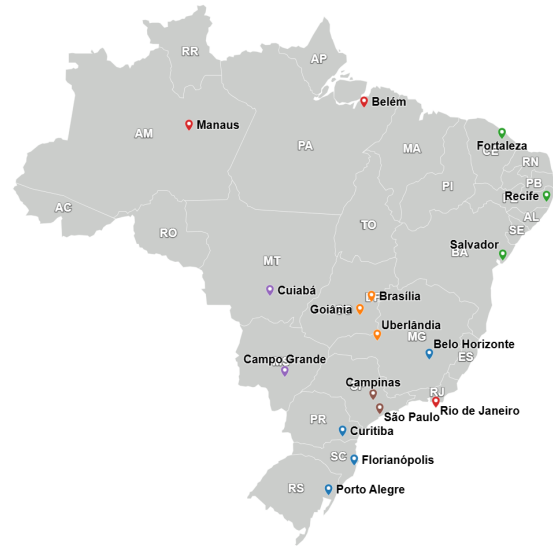 RR
AP
Belém
Manaus
AM
Fortaleza
PA
MA
RN
PB
PI
Recife
AC
AL
TO
SE
RO
Salvador
BA
MT
Cuiabá
Brasília
Goiânia
Uberlândia
MG
Belo Horizonte
ES
Campo Grande
Campinas
RJ
São Paulo
Rio de Janeiro
PR
Curitiba
SC
Florianópolis
RS
Porto Alegre